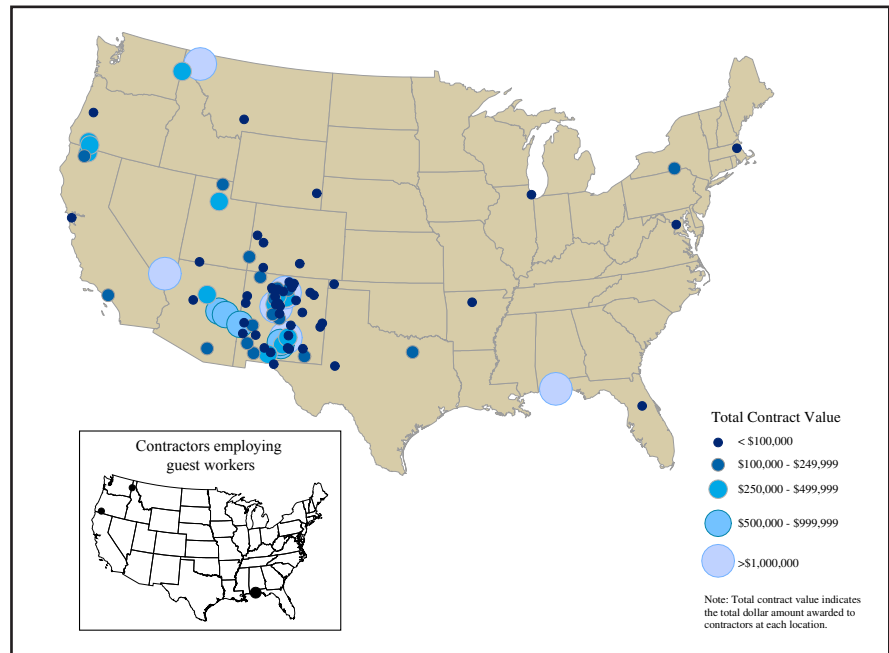 Total Contract Value
< $100,000
$100,000 - $249,999
$250,000 - $499,999
$500,000 - $999,999
>$1,000,000
Note: Total contract value indicates
the total dollar amount awarded to
contractors at each location.
Contractors employing
guest workers